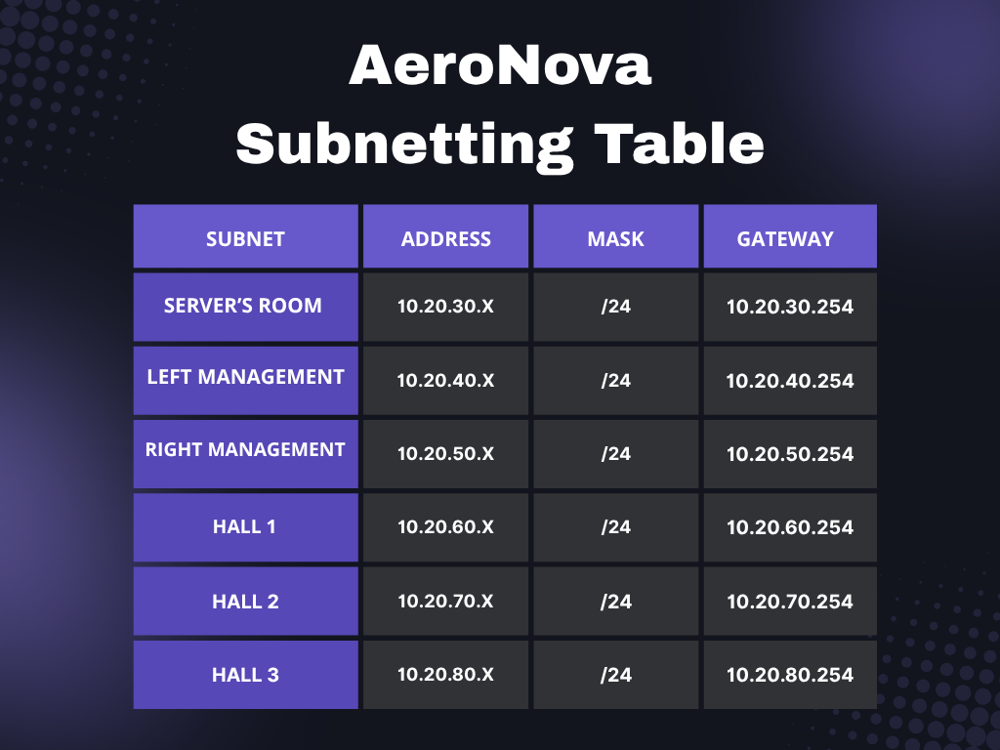 AeroNova
Subnetting Table
SUBNET ADDRESS MASK GATEWAY
SERVER’S ROOM 10.20.30.X /24 10.20.30.254
LEFT MANAGEMENT 10.20.40.X /24 10.20.40.254
RIGHT MANAGEMENT 10.20.50.X /24 10.20.50.254
HALL 1 10.20.60.X /24 10.20.60.254
HALL 2 10.20.70.X /24 10.20.70.254
HALL 3 10.20.80.X /24 10.20.80.254